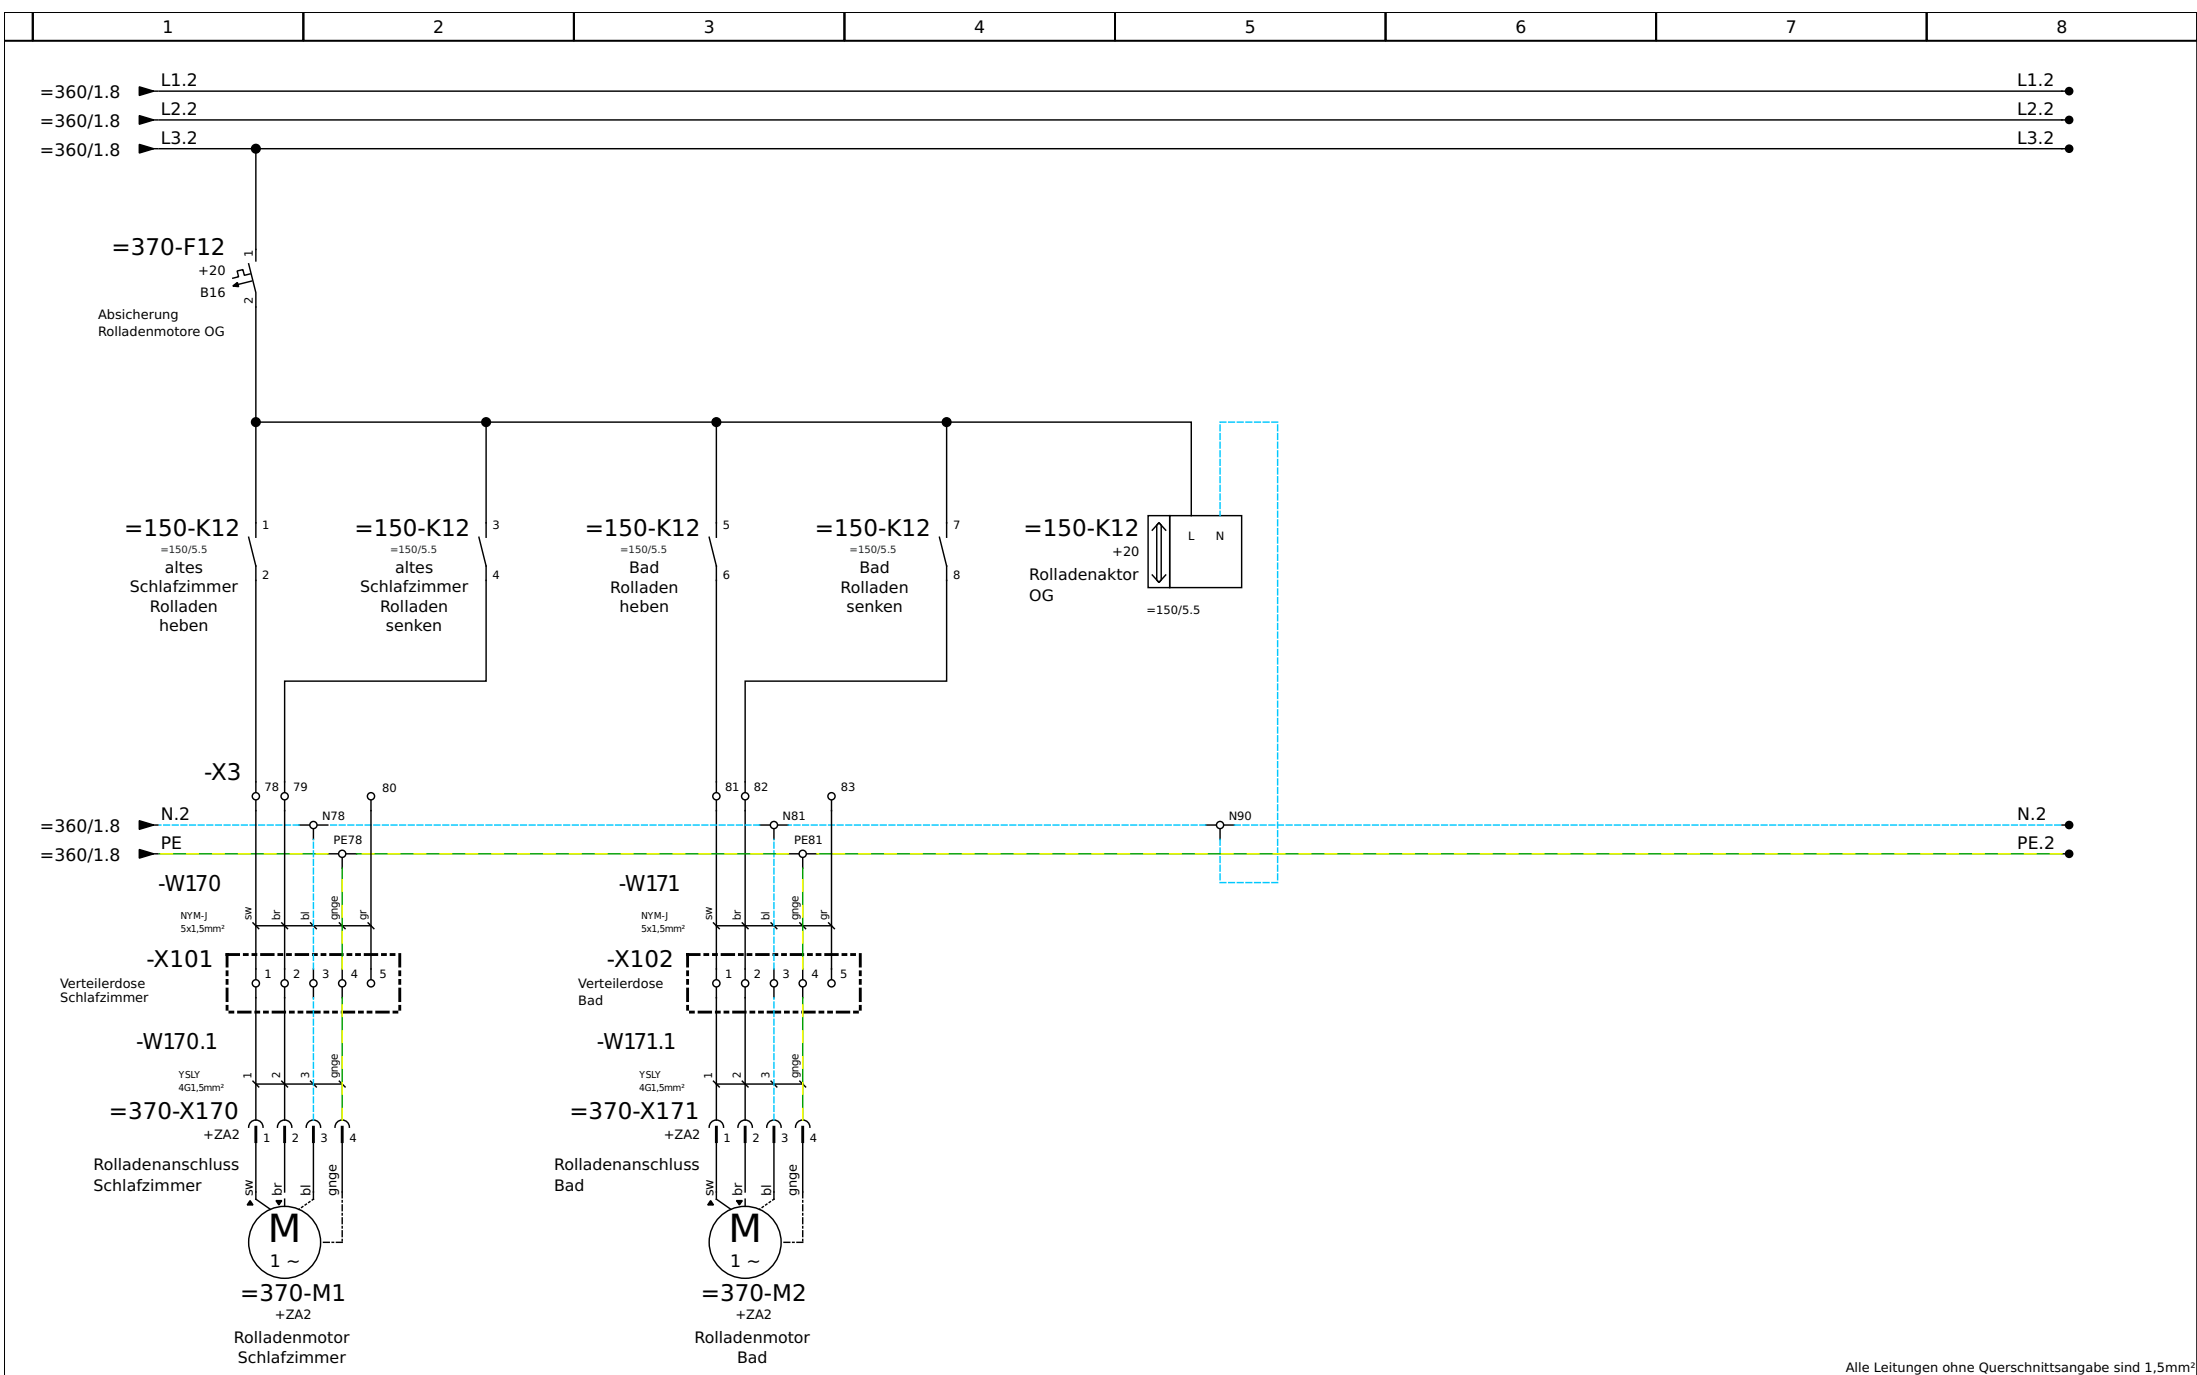 1 2 3 4 5 6 7 8
=360/1.8 L1.2 L1.2
=360/1.8 L2.2 L2.2
=360/1.8 L3.2 L3.2
=370-F12
+20
B16
1
2
Absicherung
Rolladenmotore OG
=150-K12
=150/5.5
altes
Schlafzimmer
Rolladen
heben
1
2
=150-K12
=150/5.5
altes
Schlafzimmer
Rolladen
senken
3
4
=150-K12
=150/5.5
Bad
Rolladen
heben
5
6
=150-K12
=150/5.5
Bad
Rolladen
senken
7
8
=150-K12
+20
Rolladenaktor
OG
L N
=150/5.5
-X3
78 79 80 81 82 83
=360/1.8 N.2 N78 N81 N90 N.2
=360/1.8 PE PE78 PE81 PE.2
-W170
NYM-J
5x1,5mm²
sw br bl gnge gr
-W171
NYM-J
5x1,5mm²
sw br bl gnge gr
-X101
Verteilerdose
Schlafzimmer
1 2 3 4 5
-X102
Verteilerdose
Bad
1 2 3 4 5
-W170.1
YSLY
4G1,5mm²
1 2 3 gnge
-W171.1
YSLY
4G1,5mm²
1 2 3 gnge
=370-X170
+ZA2
1 2 3 4
Rolladenanschluss
Schlafzimmer
sw br bl gnge
=370-X171
+ZA2
1 2 3 4
Rolladenanschluss
Bad
sw br bl gnge
M
1 ~
=370-M1
+ZA2
Rolladenmotor
Schlafzimmer
M
1 ~
=370-M2
+ZA2
Rolladenmotor
Bad
Alle Leitungen ohne Querschnittsangabe sind 1,5mm²